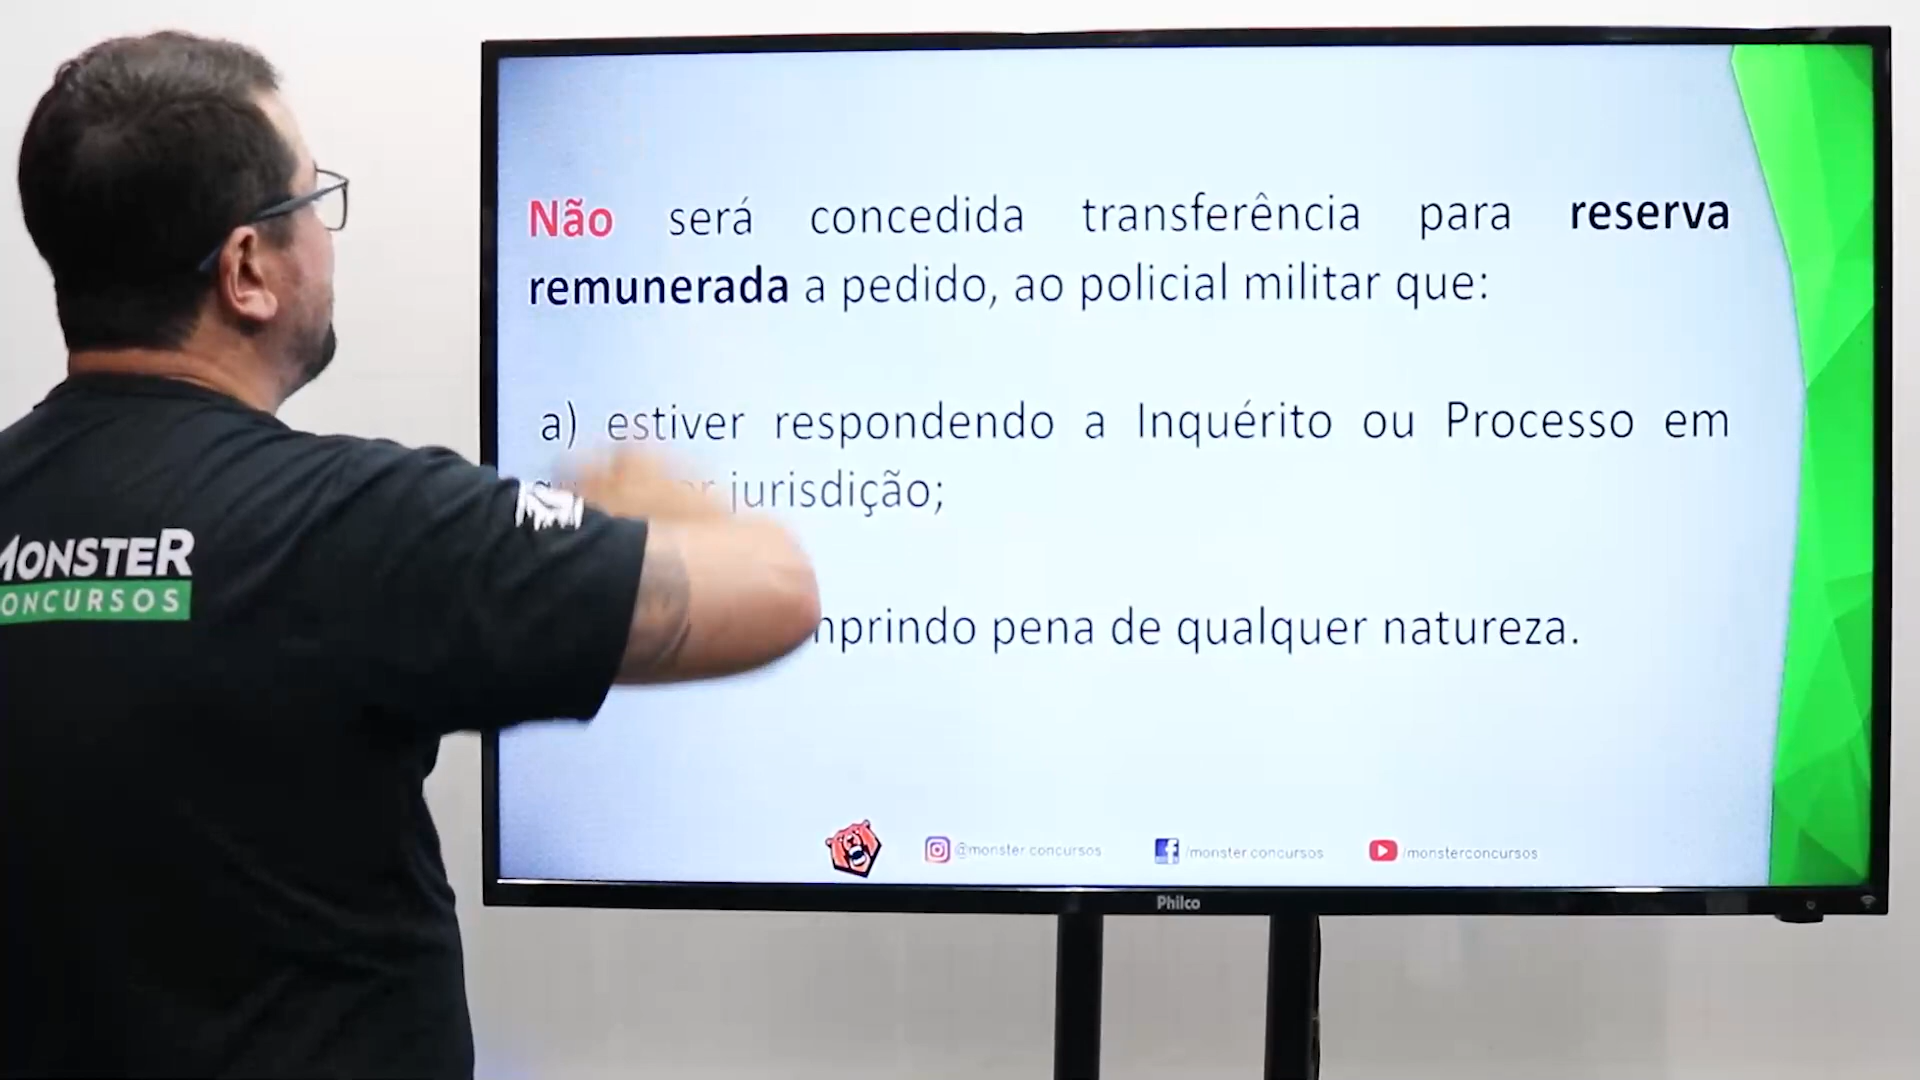 Não será concedida transferência para reserva
remunerada a pedido, ao policial militar que:
a) estiver respondendo a Inquérito ou Processo em
jurisdição;
pena de qualquer natureza.
@monster.concursos
/monster.concursos
/monsterconcursos
Philco
MONSTER
CONCURSOS